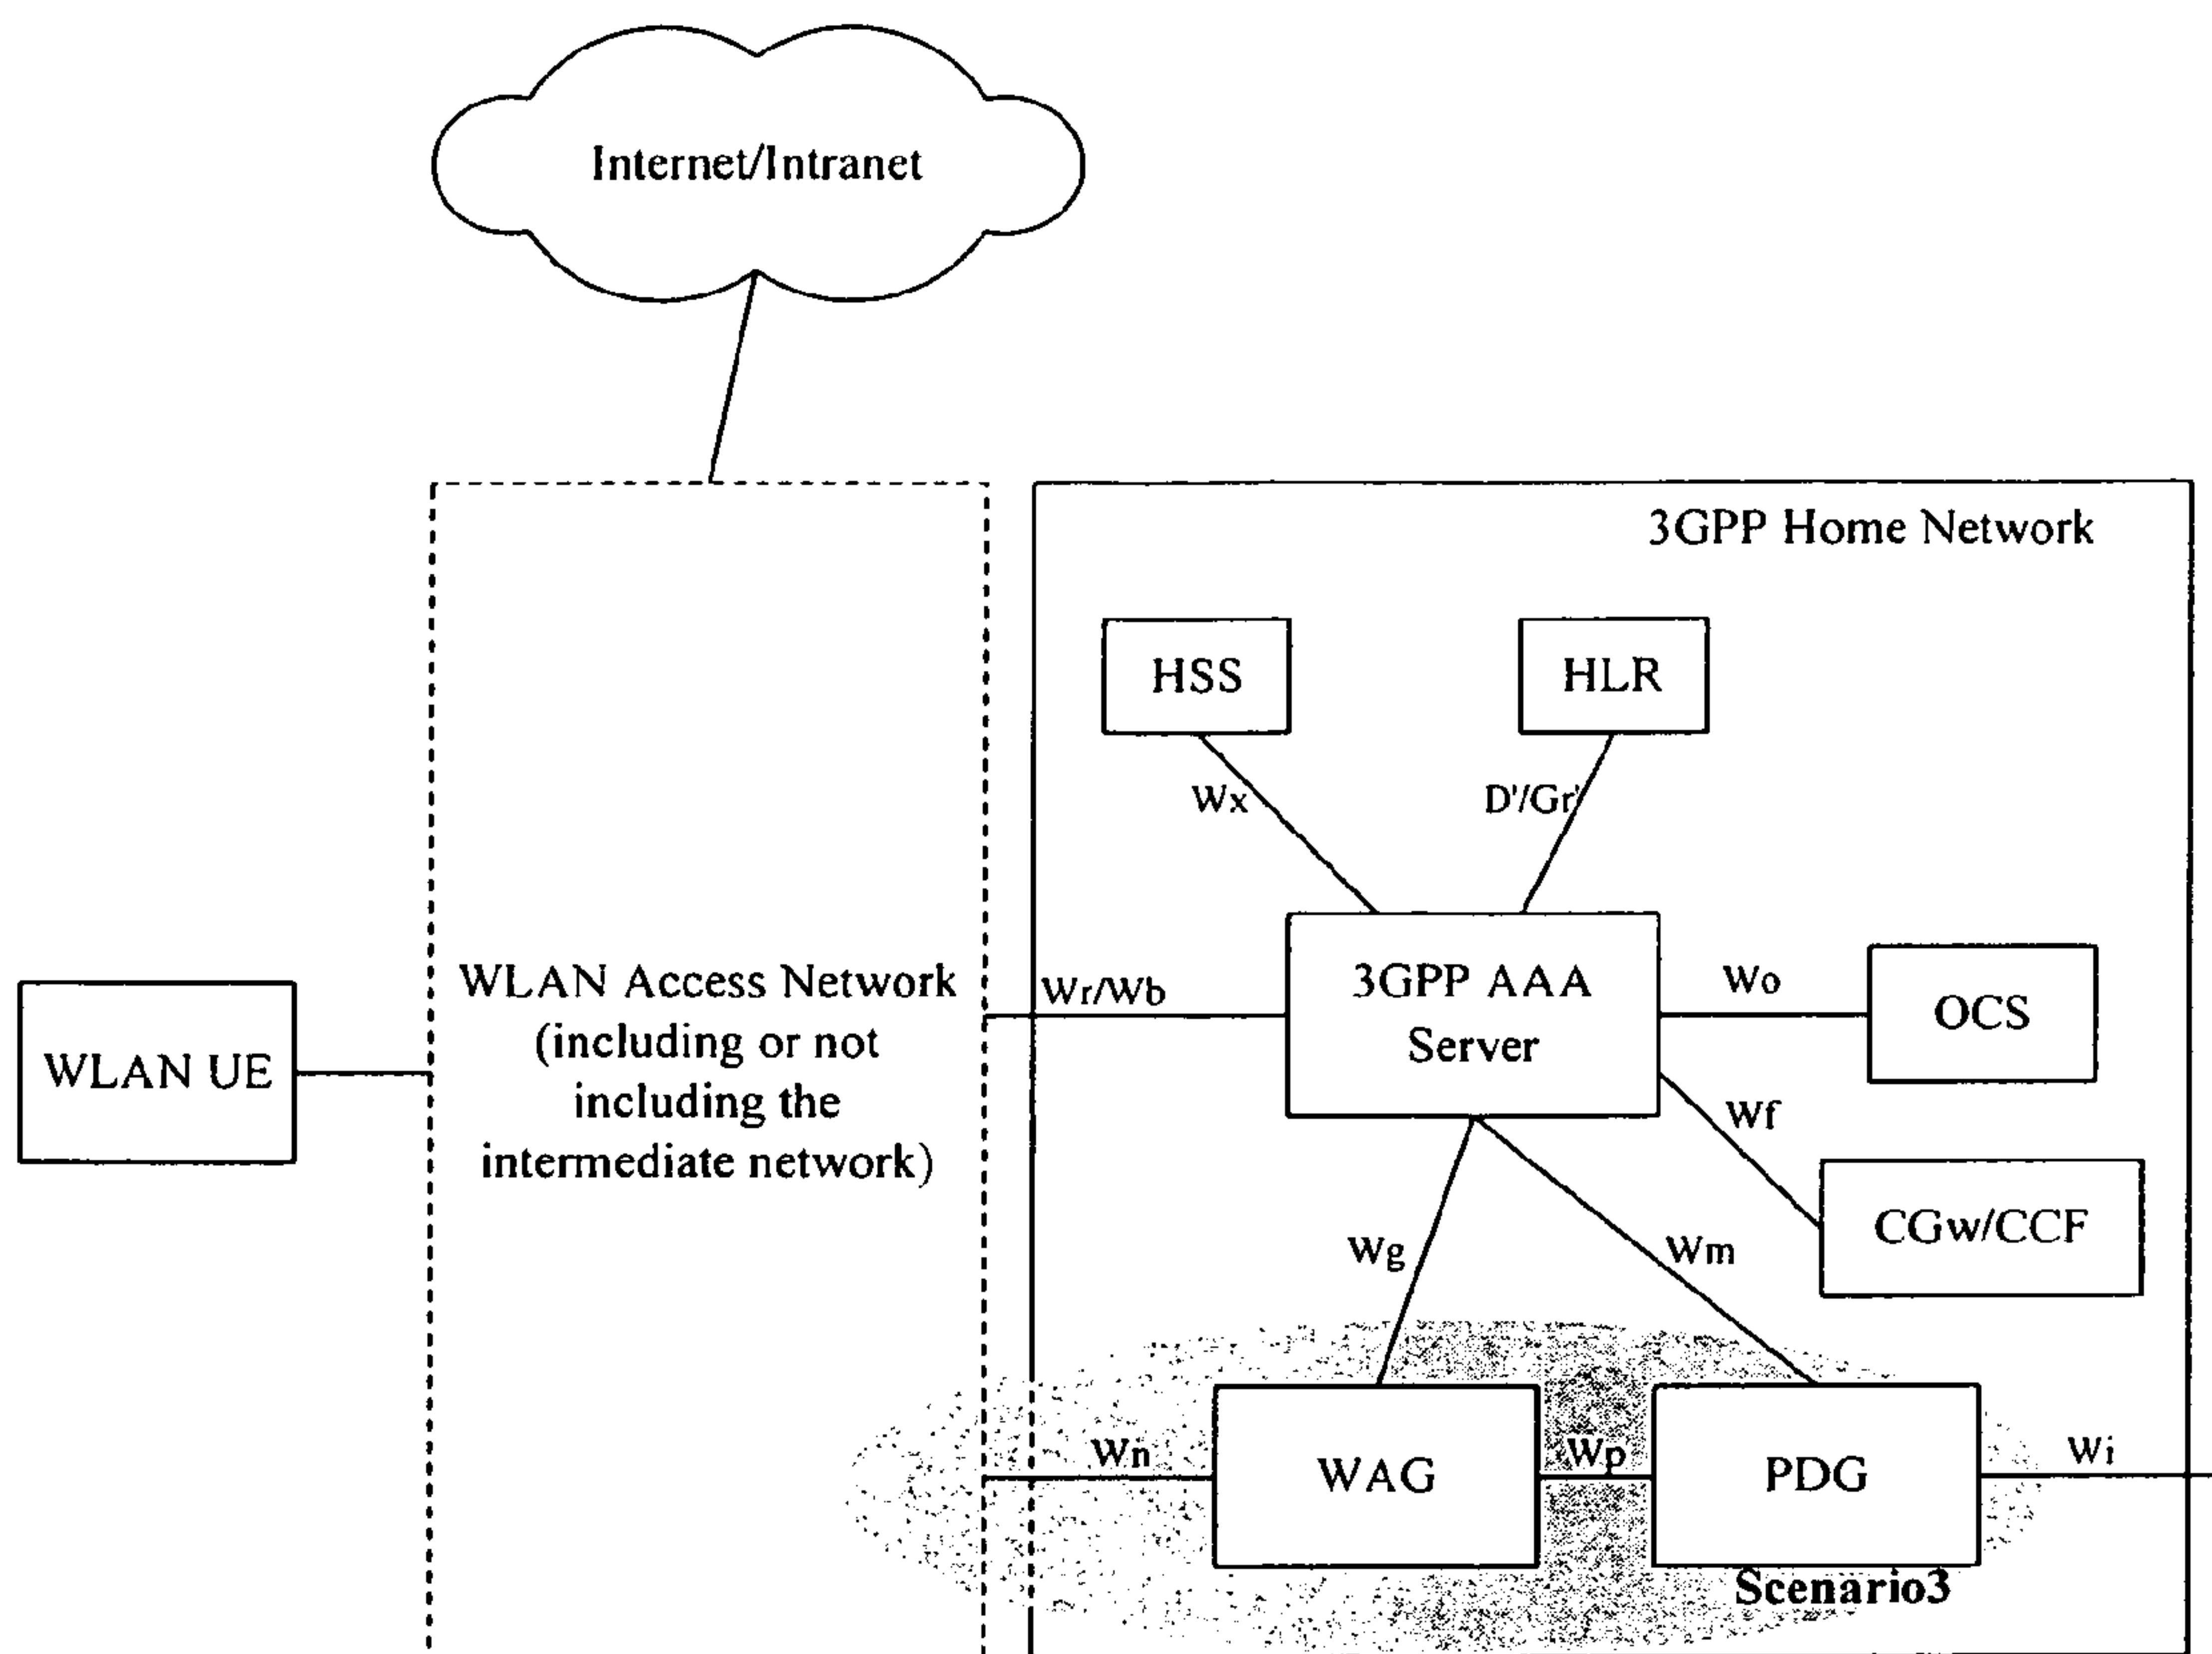 Internet/Intranet
3GPP Home Network
HSS
HLR
Wx
D'/Gr'
WLAN UE
WLAN Access Network
(including or not
including the
intermediate network)
Wr/Wb
3GPP AAA
Server
Wo
OCS
Wf
CGw/CCF
Wg
Wm
Wn
WAG
Wp
PDG
Wi
Scenario3